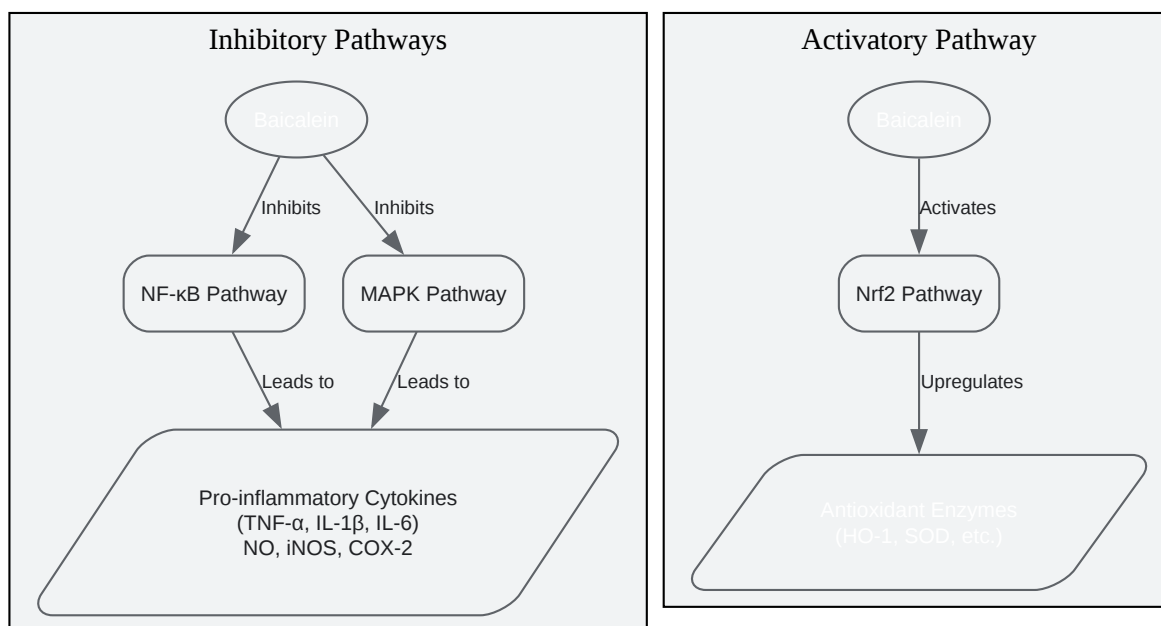 Inhibitory Pathways
Baicalein
Inhibits
Inhibits
NF-κB Pathway
MAPK Pathway
Leads to
Leads to
Pro-inflammatory Cytokines
(TNF-α, IL-1β, IL-6)
NO, iNOS, COX-2
Activatory Pathway
Baicalein
Activates
Nrf2 Pathway
Upregulates
Antioxidant Enzymes
(HO-1, SOD, etc.)